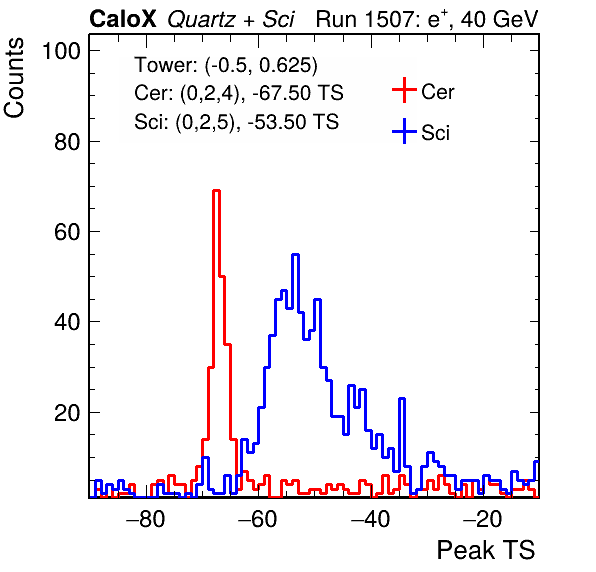 CaloX Quartz + Sci Run 1507: e+, 40 GeV
Counts
100
80
60
40
20
Tower: (-0.5, 0.625)
Cer: (0,2,4), -67.50 TS
Sci: (0,2,5), -53.50 TS
Cer
Sci
−80 −60 −40 −20
Peak TS